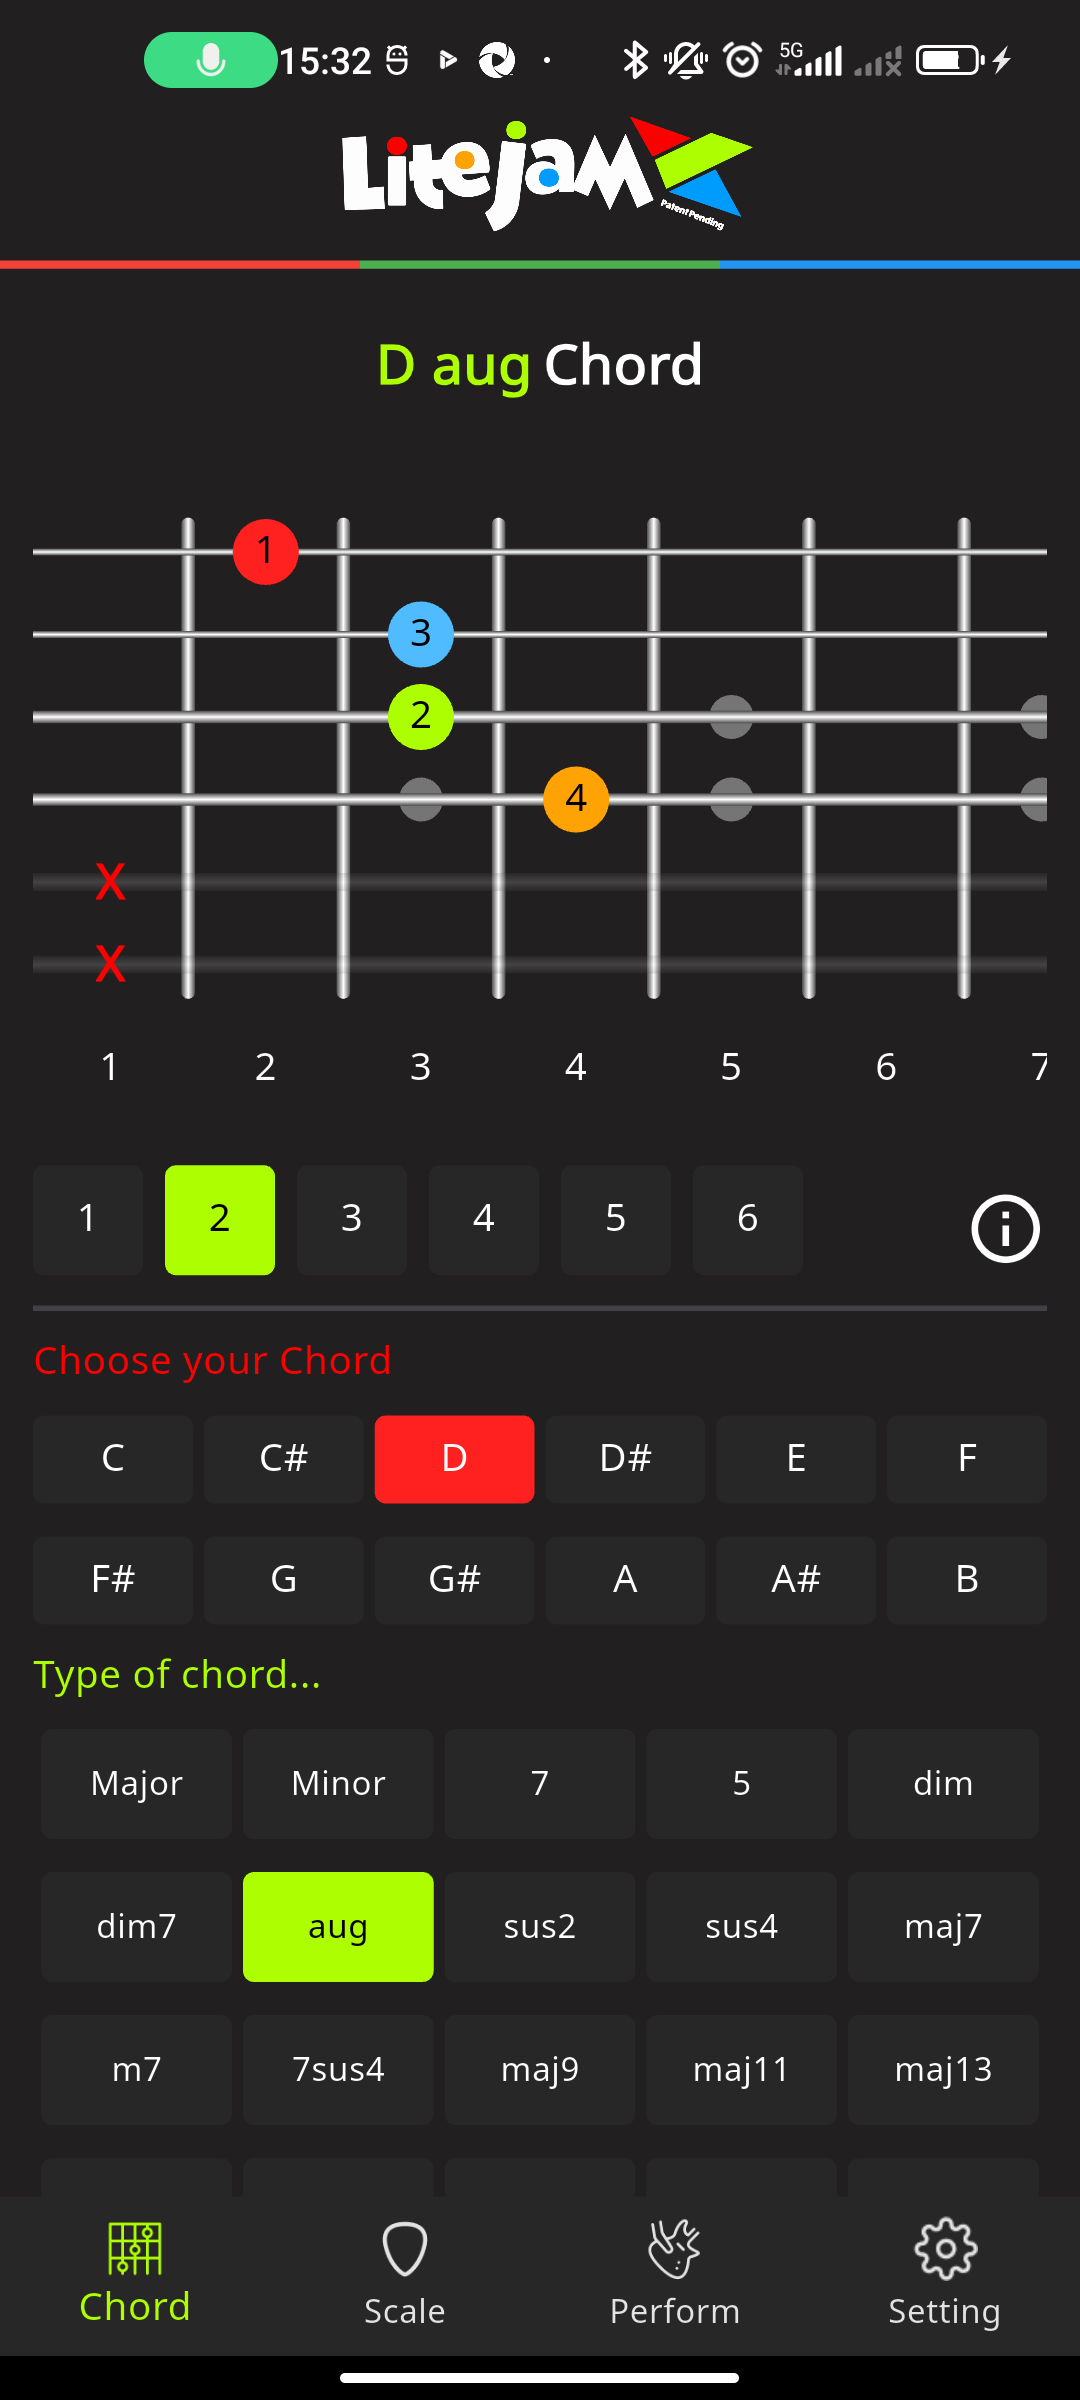 15:32 5G
Litejam
Patent Pending
D aug Chord
1
3
2
4
X
X
1 2 3 4 5 6 7
1 2 3 4 5 6
Choose your Chord
C C# D D# E F
F# G G# A A# B
Type of chord...
Major Minor 7 5 dim
dim7 aug sus2 sus4 maj7
m7 7sus4 maj9 maj11 maj13
Chord Scale Perform Setting